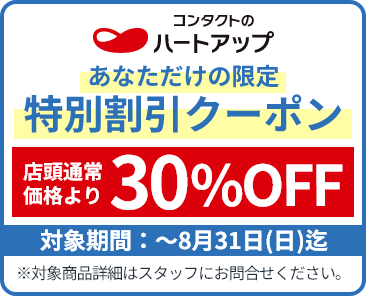 コンタクトの
ハートアップ
あなただけの限定
特別割引クーポン
店頭通常
価格より
30%OFF
対象期間：～8月31日(日)迄
※対象商品詳細はスタッフにお問合せください。